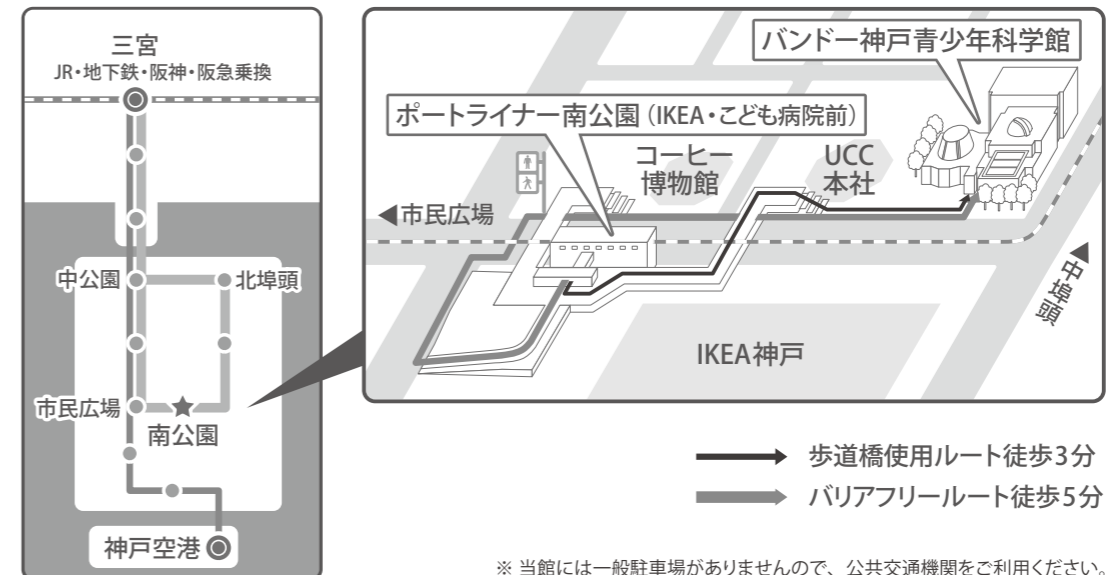 三宮
JR・地下鉄・阪神・阪急乗換
中公園
北埠頭
市民広場
南公園
神戸空港
バンドー神戸青少年科学館
ポートライナー南公園（IKEA・こども病院前）
コーヒー
博物館
UCC
本社
◀市民広場
◀中埠頭
IKEA神戸
歩道橋使用ルート徒歩3分
バリアフリールート徒歩5分
※ 当館には一般駐車場がありませんので、公共交通機関をご利用ください。